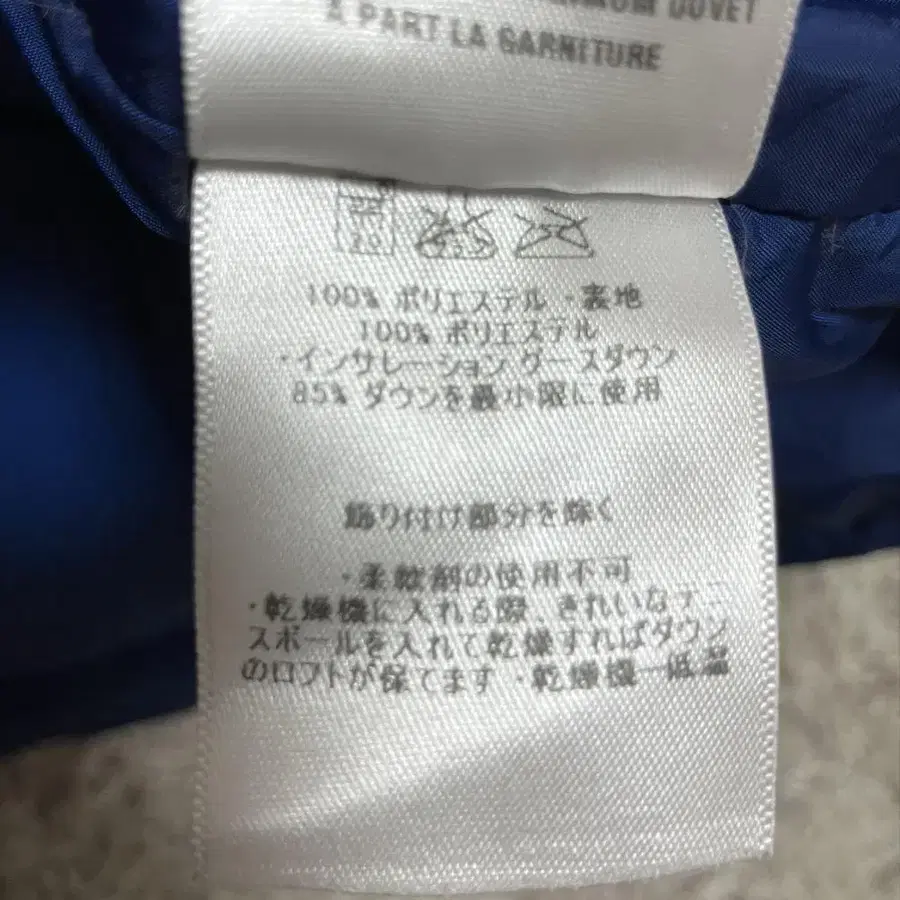 DUVET
À PART LA GARNITURE
100% ポリエステル ・裏地
100% ポリエステル
・インサレーション グースダウン
85% ダウンを最小限に使用
飾り付け部分を除く
・柔軟剤の使用不可
・乾燥機に入れる際、きれいなテニ
スボールを入れて乾燥すればダウン
のロフトが保てます ・乾燥機ー低温